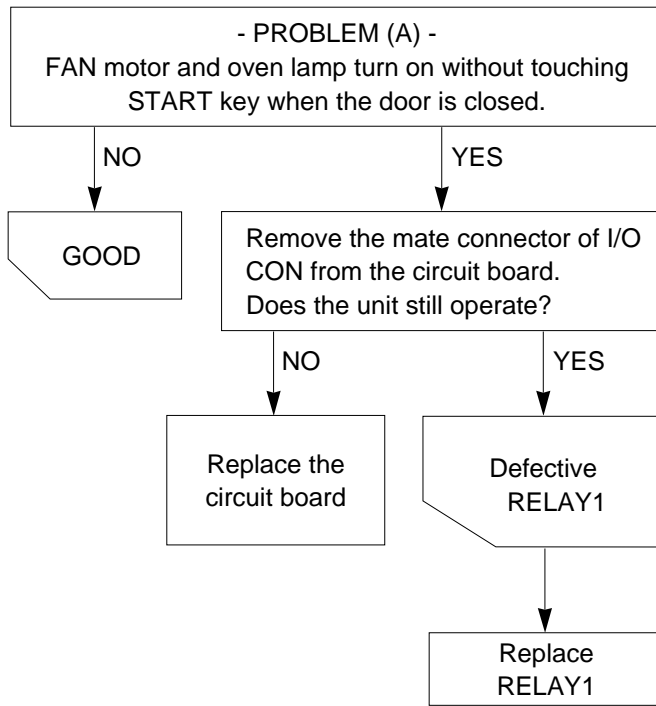 - PROBLEM (A) -
FAN motor and oven lamp turn on without touching
START key when the door is closed.
NO
YES
GOOD
Remove the mate connector of I/O
CON from the circuit board.
Does the unit still operate?
NO
YES
Replace the
circuit board
Defective
RELAY1
Replace
RELAY1